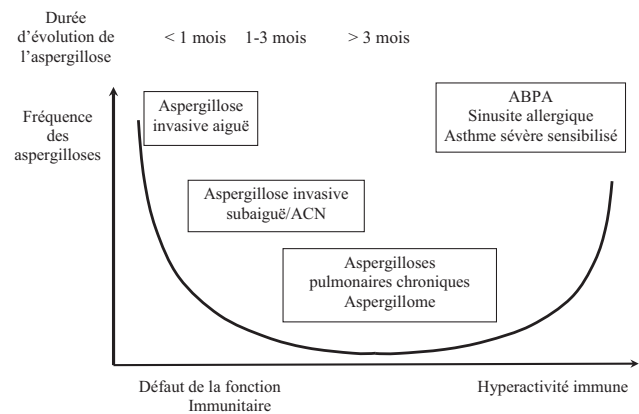 Durée
d’évolution de
l’aspergillose
< 1 mois 1-3 mois > 3 mois
Fréquence
des
aspergilloses
Aspergillose
invasive aiguë
ABPA
Sinusite allergique
Asthme sévère sensibilisé
Aspergillose invasive
subaiguë/ACN
Aspergilloses
pulmonaires chroniques
Aspergillome
Défaut de la fonction
Immunitaire
Hyperactivité immune